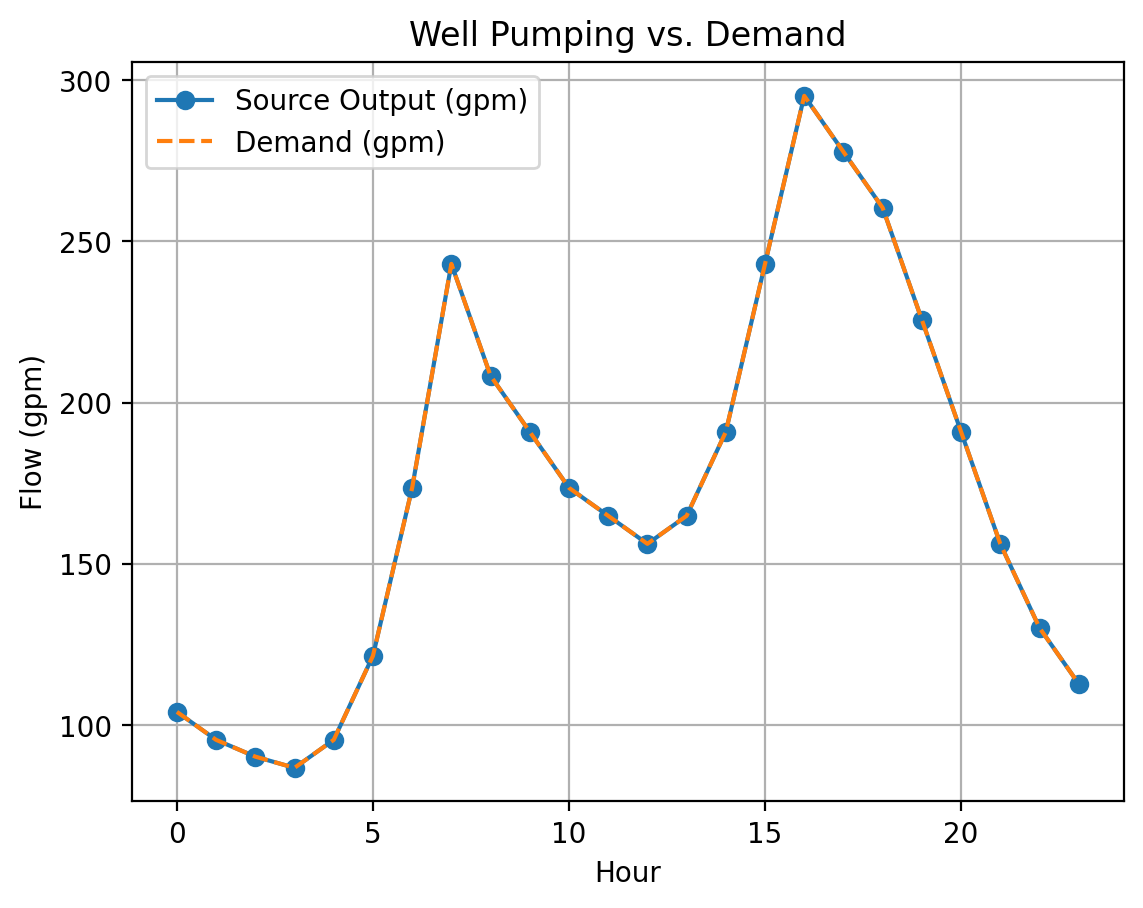 Well Pumping vs. Demand
Source Output (gpm)
Demand (gpm)
Flow (gpm)
300
250
200
150
100
0 5 10 15 20
Hour